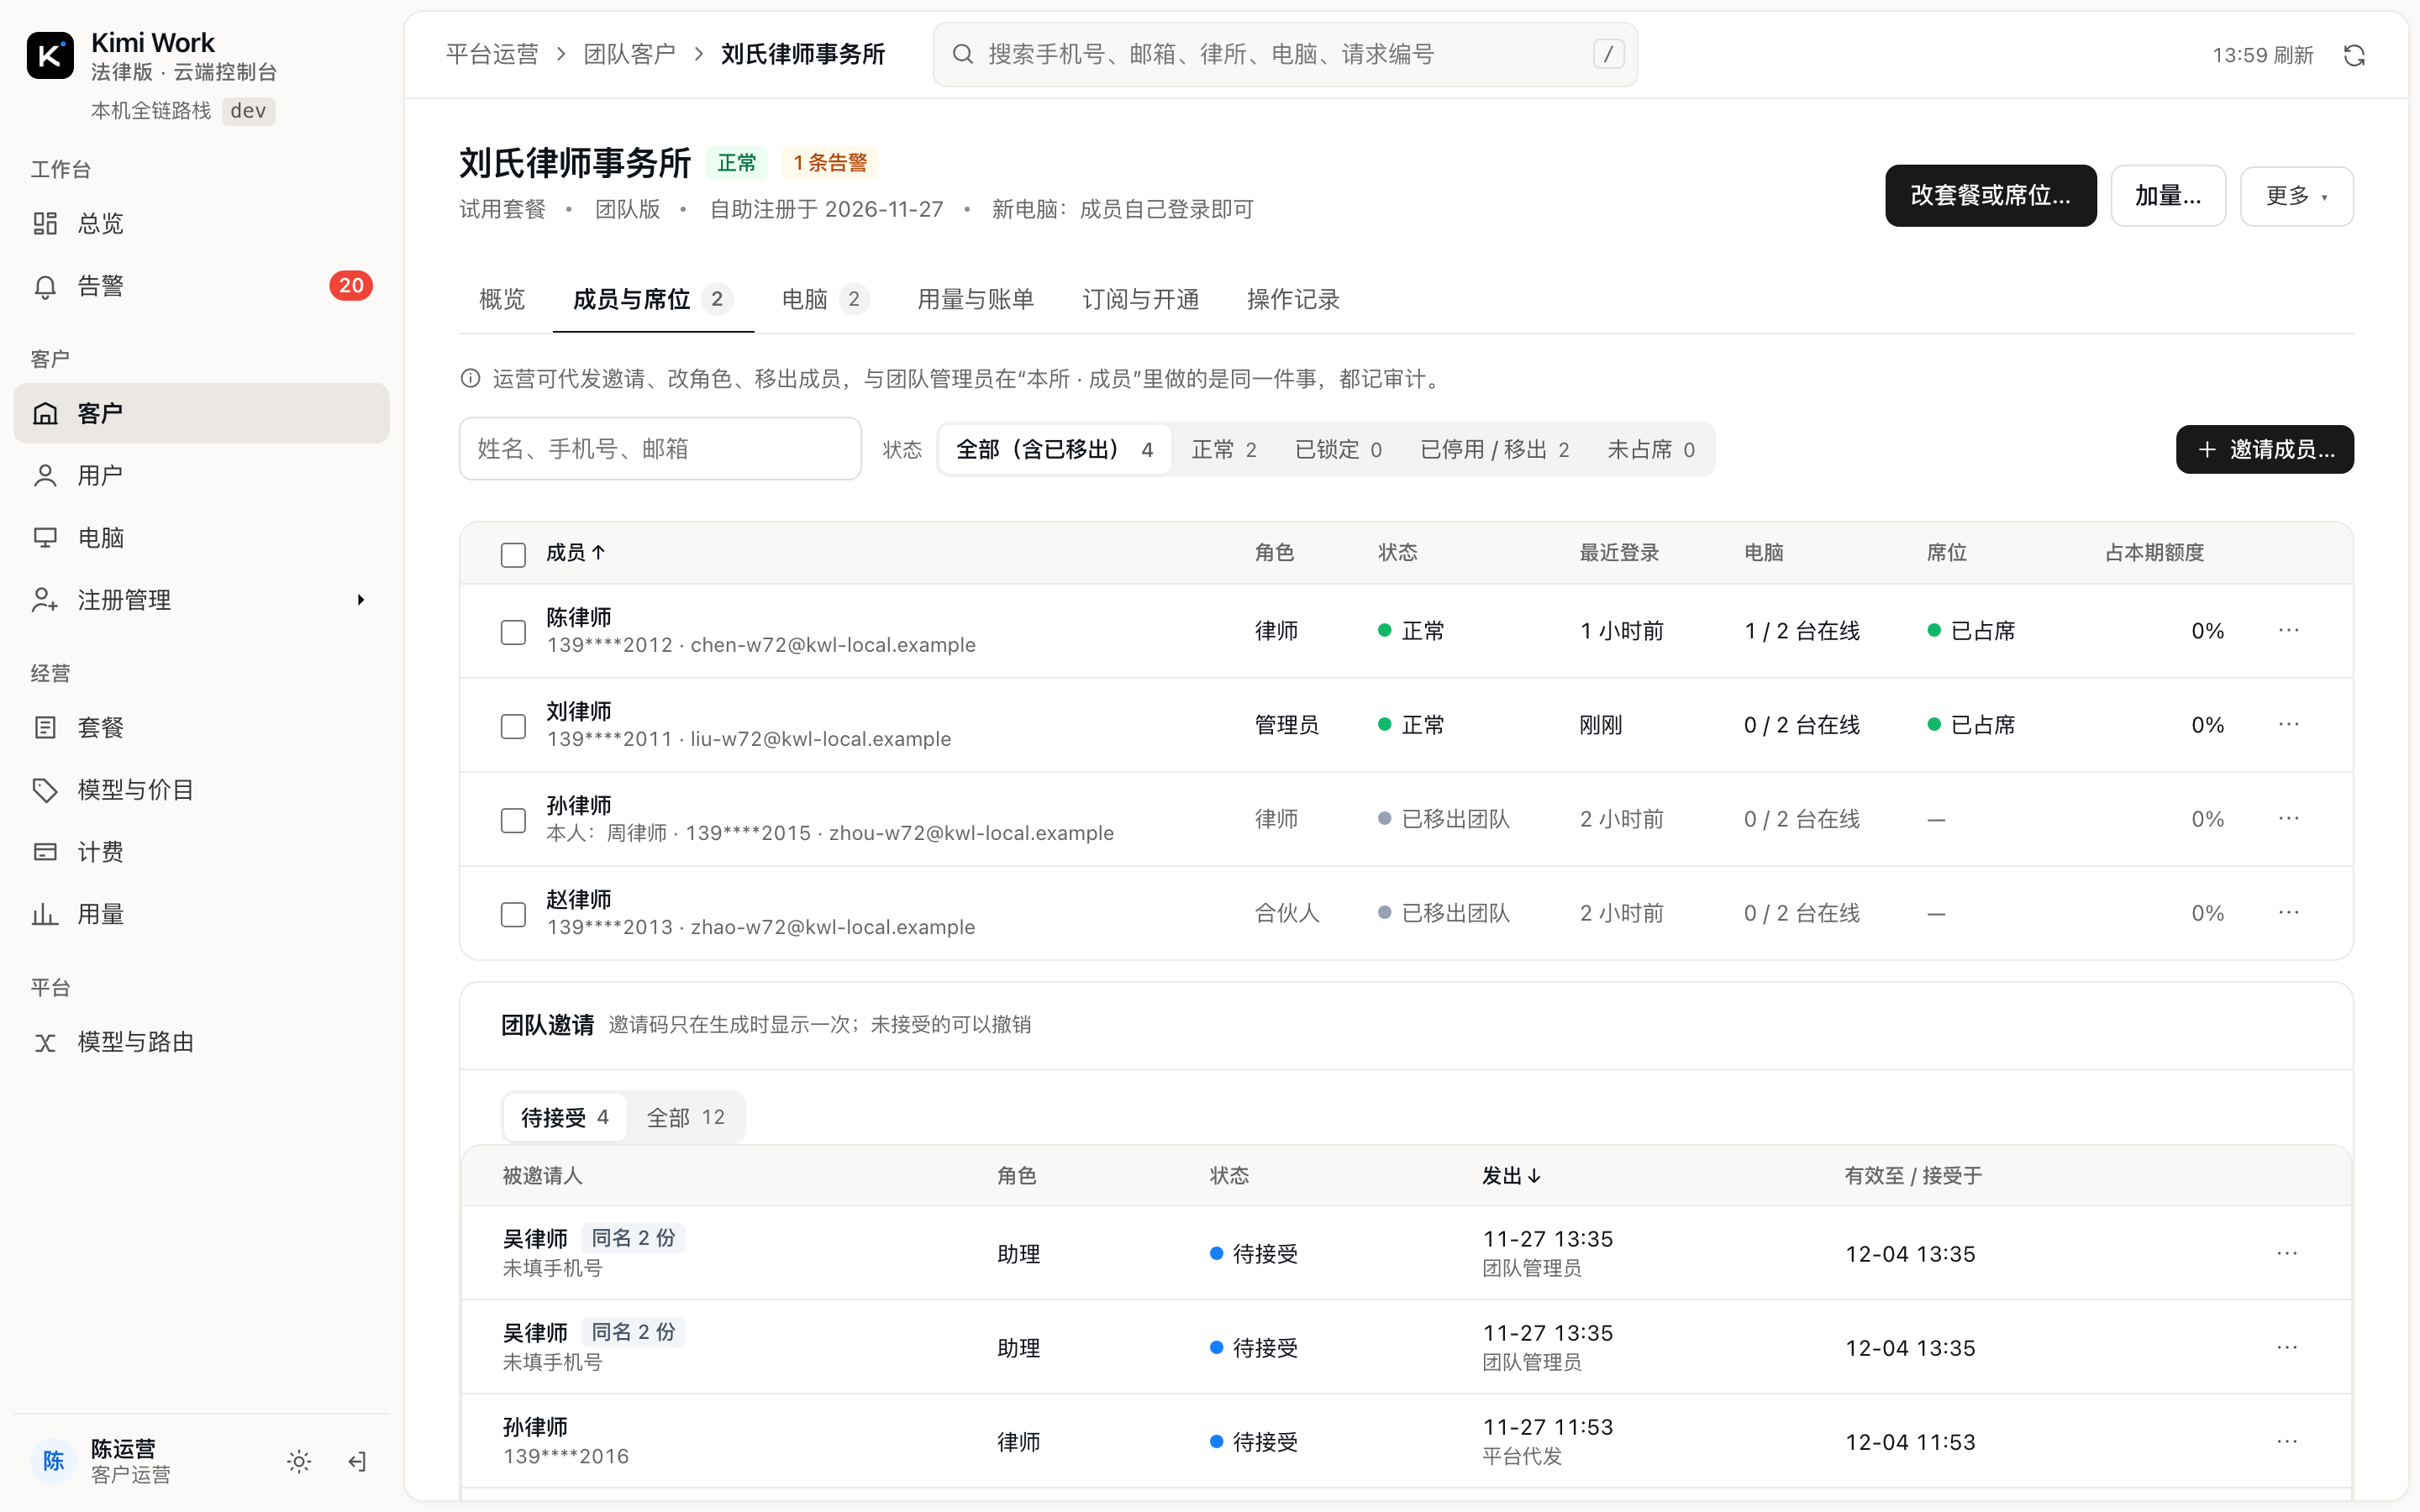 Kimi Work
法律版 · 云端控制台
本机全链路栈 dev
工作台
总览
告警 20
客户
客户
用户
电脑
注册管理
经营
套餐
模型与价目
计费
用量
平台
模型与路由
陈 陈运营
客户运营
平台运营 > 团队客户 > 刘氏律师事务所
搜索手机号、邮箱、律所、电脑、请求编号 /
13:59 刷新
刘氏律师事务所 正常 1 条告警
试用套餐 • 团队版 • 自助注册于 2026-11-27 • 新电脑：成员自己登录即可
改套餐或席位... 加量... 更多
概览 成员与席位 2 电脑 2 用量与账单 订阅与开通 操作记录
运营可代发邀请、改角色、移出成员，与团队管理员在“本所 · 成员”里做的是同一件事，都记审计。
姓名、手机号、邮箱 状态 全部（含已移出） 4 正常 2 已锁定 0 已停用 / 移出 2 未占席 0
+ 邀请成员...
成员 ↑ 角色 状态 最近登录 电脑 席位 占本期额度
陈律师
139****2012 · chen-w72@kwl-local.example
律师 正常 1 小时前 1 / 2 台在线 已占席 0% ···
刘律师
139****2011 · liu-w72@kwl-local.example
管理员 正常 刚刚 0 / 2 台在线 已占席 0% ···
孙律师
本人：周律师 · 139****2015 · zhou-w72@kwl-local.example
律师 已移出团队 2 小时前 0 / 2 台在线 — 0% ···
赵律师
139****2013 · zhao-w72@kwl-local.example
合伙人 已移出团队 2 小时前 0 / 2 台在线 — 0% ···
团队邀请 邀请码只在生成时显示一次；未接受的可以撤销
待接受 4 全部 12
被邀请人 角色 状态 发出 ↓ 有效至 / 接受于
吴律师 同名 2 份
未填手机号
助理 待接受 11-27 13:35
团队管理员
12-04 13:35 ···
吴律师 同名 2 份
未填手机号
助理 待接受 11-27 13:35
团队管理员
12-04 13:35 ···
孙律师
139****2016
律师 待接受 11-27 11:53
平台代发
12-04 11:53 ···